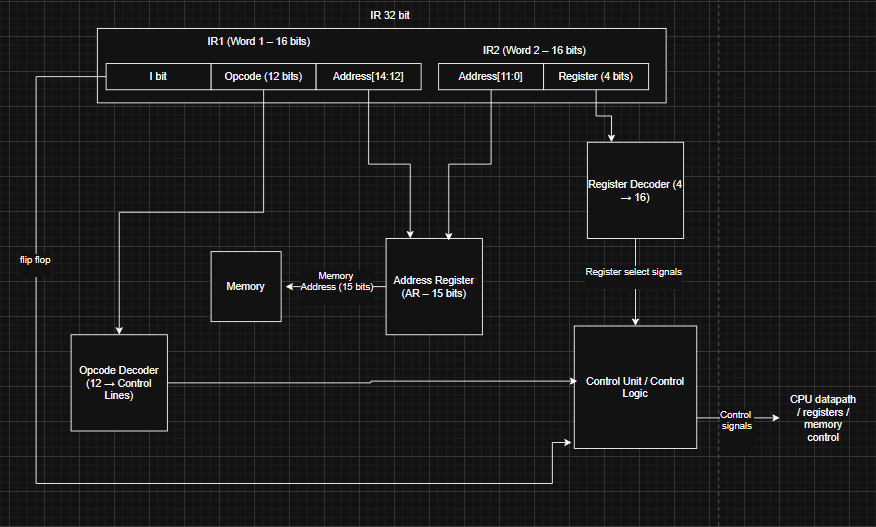 IR 32 bit
IR1 (Word 1 – 16 bits)
IR2 (Word 2 – 16 bits)
I bit
Opcode (12 bits)
Address[14:12]
Address[11:0]
Register (4 bits)
Register Decoder (4
→ 16)
flip flop
Register select signals
Memory
Memory
Address (15 bits)
Address Register
(AR – 15 bits)
Opcode Decoder
(12 → Control
Lines)
Control Unit / Control
Logic
Control
signals
CPU datapath
/ registers /
memory
control